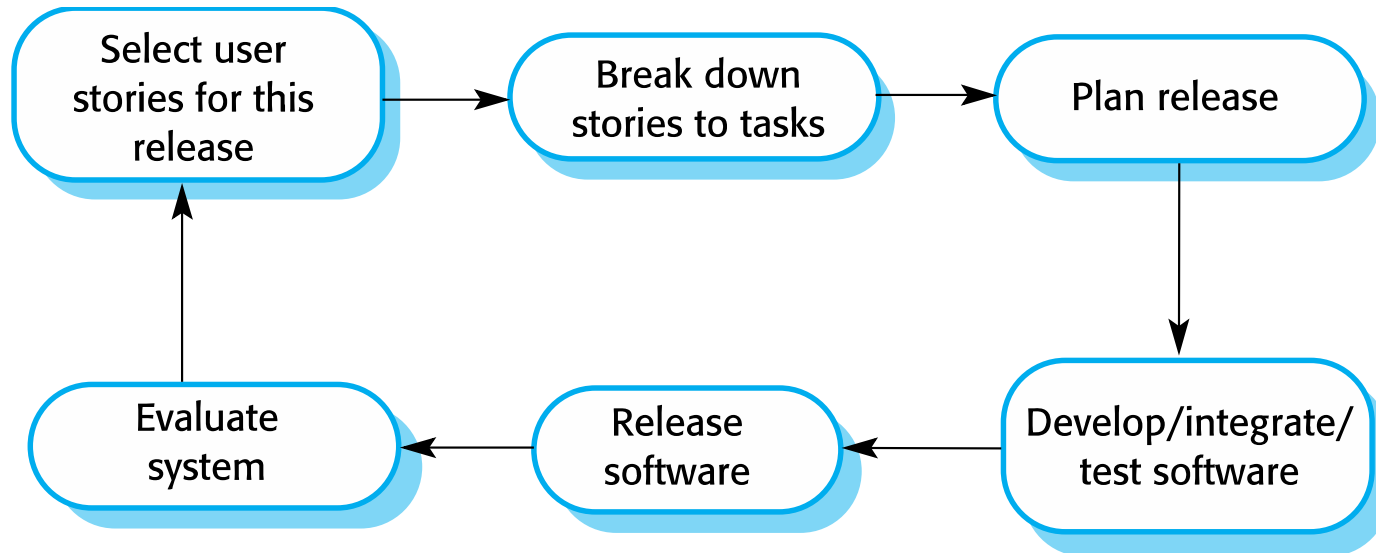 Select user
stories for this
release
Break down
stories to tasks
Plan release
Develop/integrate/
test software
Release
software
Evaluate
system